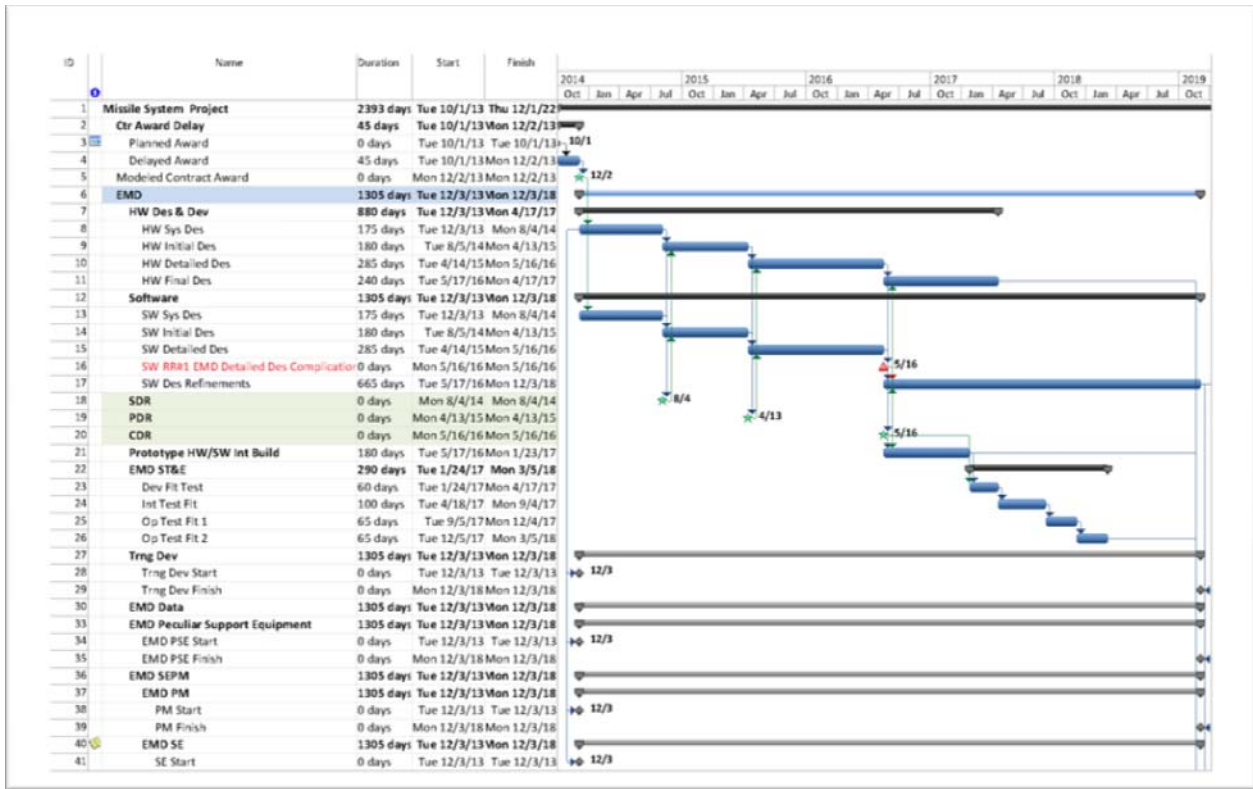 ID Name Duration Start Finish
2014 2015 2016 2017 2018 2019
Oct Jan Apr Jul Oct Jan Apr Jul Oct Jan Apr Jul Oct Jan Apr Jul Oct Jan Apr Jul Oct
1 Missile System Project 2393 days Tue 10/1/13 Thu 12/1/22
2 Ctr Award Delay 45 days Tue 10/1/13 Mon 12/2/13
3 Planned Award 0 days Tue 10/1/13 Tue 10/1/13 10/1
4 Delayed Award 45 days Tue 10/1/13 Mon 12/2/13
5 Modeled Contract Award 0 days Mon 12/2/13 Mon 12/2/13 12/2
6 EMD 1305 days Tue 12/3/13 Mon 12/3/18
7 HW Des & Dev 880 days Tue 12/3/13 Mon 4/17/17
8 HW Sys Des 175 days Tue 12/3/13 Mon 8/4/14
9 HW Initial Des 180 days Tue 8/5/14 Mon 4/13/15
10 HW Detailed Des 285 days Tue 4/14/15 Mon 5/16/16
11 HW Final Des 240 days Tue 5/17/16 Mon 4/17/17
12 Software 1305 days Tue 12/3/13 Mon 12/3/18
13 SW Sys Des 175 days Tue 12/3/13 Mon 8/4/14
14 SW Initial Des 180 days Tue 8/5/14 Mon 4/13/15
15 SW Detailed Des 285 days Tue 4/14/15 Mon 5/16/16
16 SW RR#1 EMD Detailed Des Complication 0 days Mon 5/16/16 Mon 5/16/16 5/16
17 SW Des Refinements 665 days Tue 5/17/16 Mon 12/3/18
18 SDR 0 days Mon 8/4/14 Mon 8/4/14 8/4
19 PDR 0 days Mon 4/13/15 Mon 4/13/15 4/13
20 CDR 0 days Mon 5/16/16 Mon 5/16/16 5/16
21 Prototype HW/SW Int Build 180 days Tue 5/17/16 Mon 1/23/17
22 EMD ST&E 290 days Tue 1/24/17 Mon 3/5/18
23 Dev Flt Test 60 days Tue 1/24/17 Mon 4/17/17
24 Int Test Flt 100 days Tue 4/18/17 Mon 9/4/17
25 Op Test Flt 1 65 days Tue 9/5/17 Mon 12/4/17
26 Op Test Flt 2 65 days Tue 12/5/17 Mon 3/5/18
27 Trng Dev 1305 days Tue 12/3/13 Mon 12/3/18
28 Trng Dev Start 0 days Tue 12/3/13 Tue 12/3/13 12/3
29 Trng Dev Finish 0 days Mon 12/3/18 Mon 12/3/18
30 EMD Data 1305 days Tue 12/3/13 Mon 12/3/18
33 EMD Peculiar Support Equipment 1305 days Tue 12/3/13 Mon 12/3/18
34 EMD PSE Start 0 days Tue 12/3/13 Tue 12/3/13 12/3
35 EMD PSE Finish 0 days Mon 12/3/18 Mon 12/3/18
36 EMD SEPM 1305 days Tue 12/3/13 Mon 12/3/18
37 EMD PM 1305 days Tue 12/3/13 Mon 12/3/18
38 PM Start 0 days Tue 12/3/13 Tue 12/3/13 12/3
39 PM Finish 0 days Mon 12/3/18 Mon 12/3/18
40 EMD SE 1305 days Tue 12/3/13 Mon 12/3/18
41 SE Start 0 days Tue 12/3/13 Tue 12/3/13 12/3